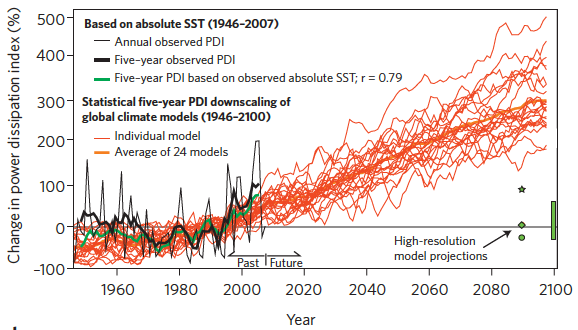 Change in power dissipation index (%)
500
400
300
200
100
0
–100
Based on absolute SST (1946–2007)
Annual observed PDI
Five-year observed PDI
Five-year PDI based on observed absolute SST; r = 0.79
Statistical five-year PDI downscaling of
global climate models (1946–2100)
Individual model
Average of 24 models
High-resolution
model projections
Past
Future
1960
1980
2000
2020
2040
2060
2080
2100
Year